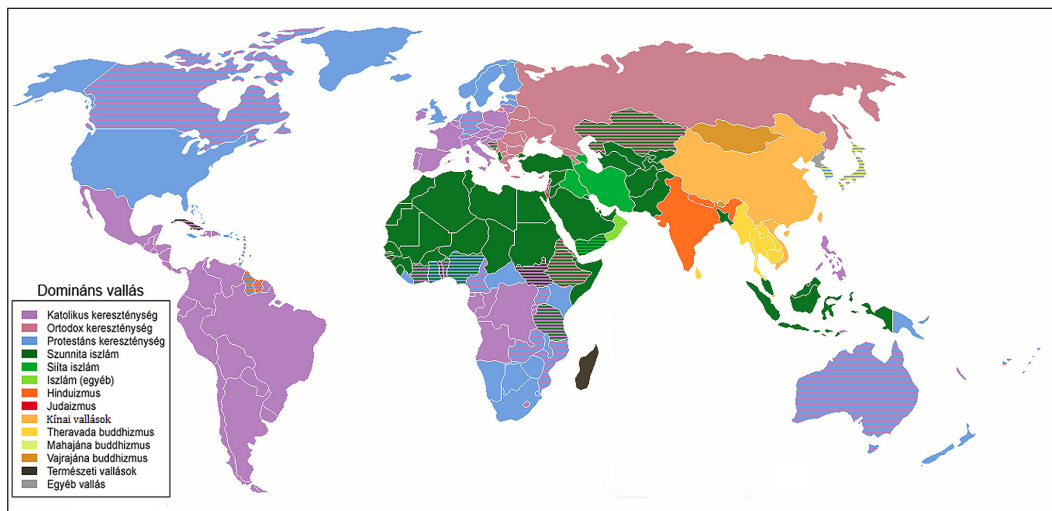 Domináns vallás
Katolikus kereszténység
Ortodox kereszténység
Protestáns kereszténység
Szunnita iszlám
Síita iszlám
Iszlám (egyéb)
Hinduizmus
Judaizmus
Kínai vallások
Theravada buddhizmus
Mahajána buddhizmus
Vajrajána buddhizmus
Természeti vallások
Egyéb vallás